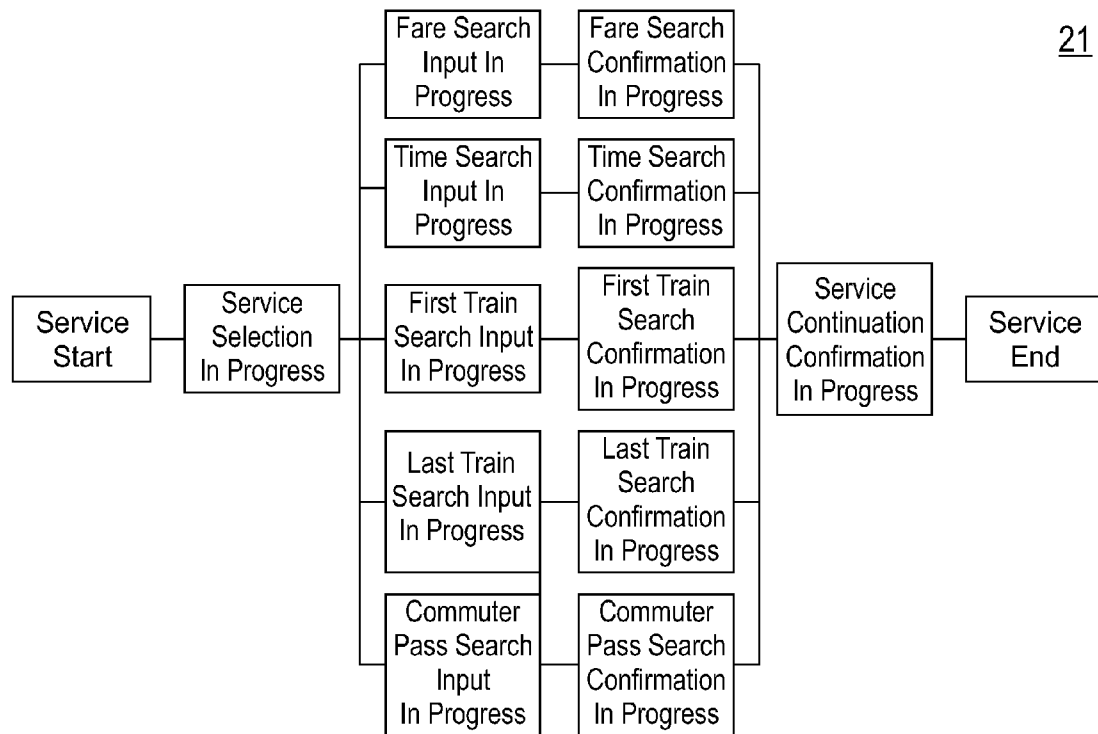 21
Fare Search
Input In
Progress
Fare Search
Confirmation
In Progress
Time Search
Input In
Progress
Time Search
Confirmation
In Progress
Service
Start
Service
Selection
In Progress
First Train
Search Input
In Progress
First Train
Search
Confirmation
In Progress
Service
Continuation
Confirmation
In Progress
Service
End
Last Train
Search Input
In Progress
Last Train
Search
Confirmation
In Progress
Commuter
Pass Search
Input
In Progress
Commuter
Pass Search
Confirmation
In Progress